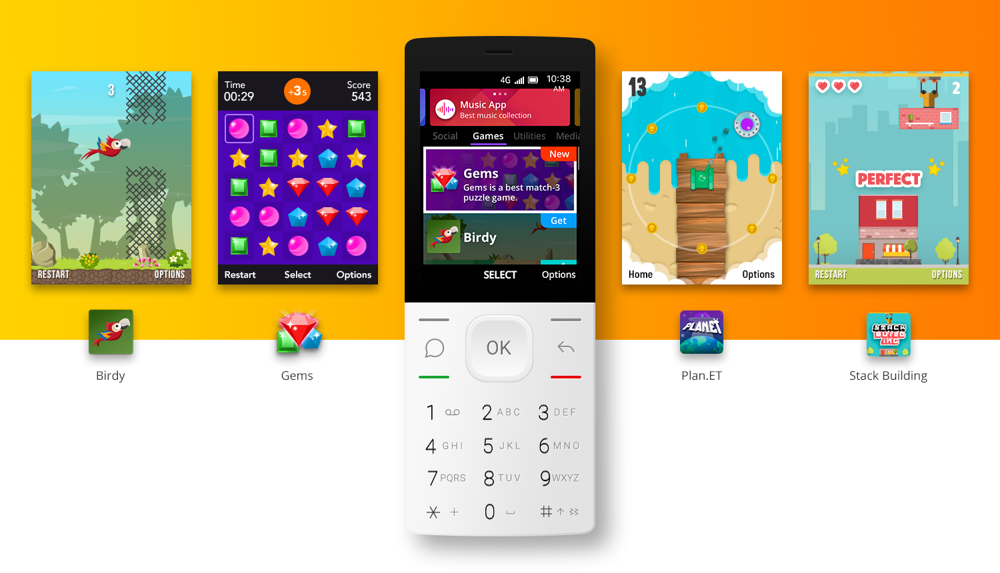 3
RESTART
OPTIONS
Birdy
Time
00:29
+3s
Score
543
Restart
Select
Options
Gems
4G
10:38
AM
Music App
Best music collection
Social
Games
Utilities
Media
New
Gems
Gems is a best match-3
puzzle game.
Get
Birdy
SELECT
Options
OK
1
2 ABC
3 DEF
4 GHI
5 JKL
6 MNO
7 PQRS
8 TUV
9 WXYZ
* +
0
#
13
Home
Options
PLANET
Plan.ET
2
PERFECT
RESTART
OPTIONS
STACK
BUILD
INC
Stack Building